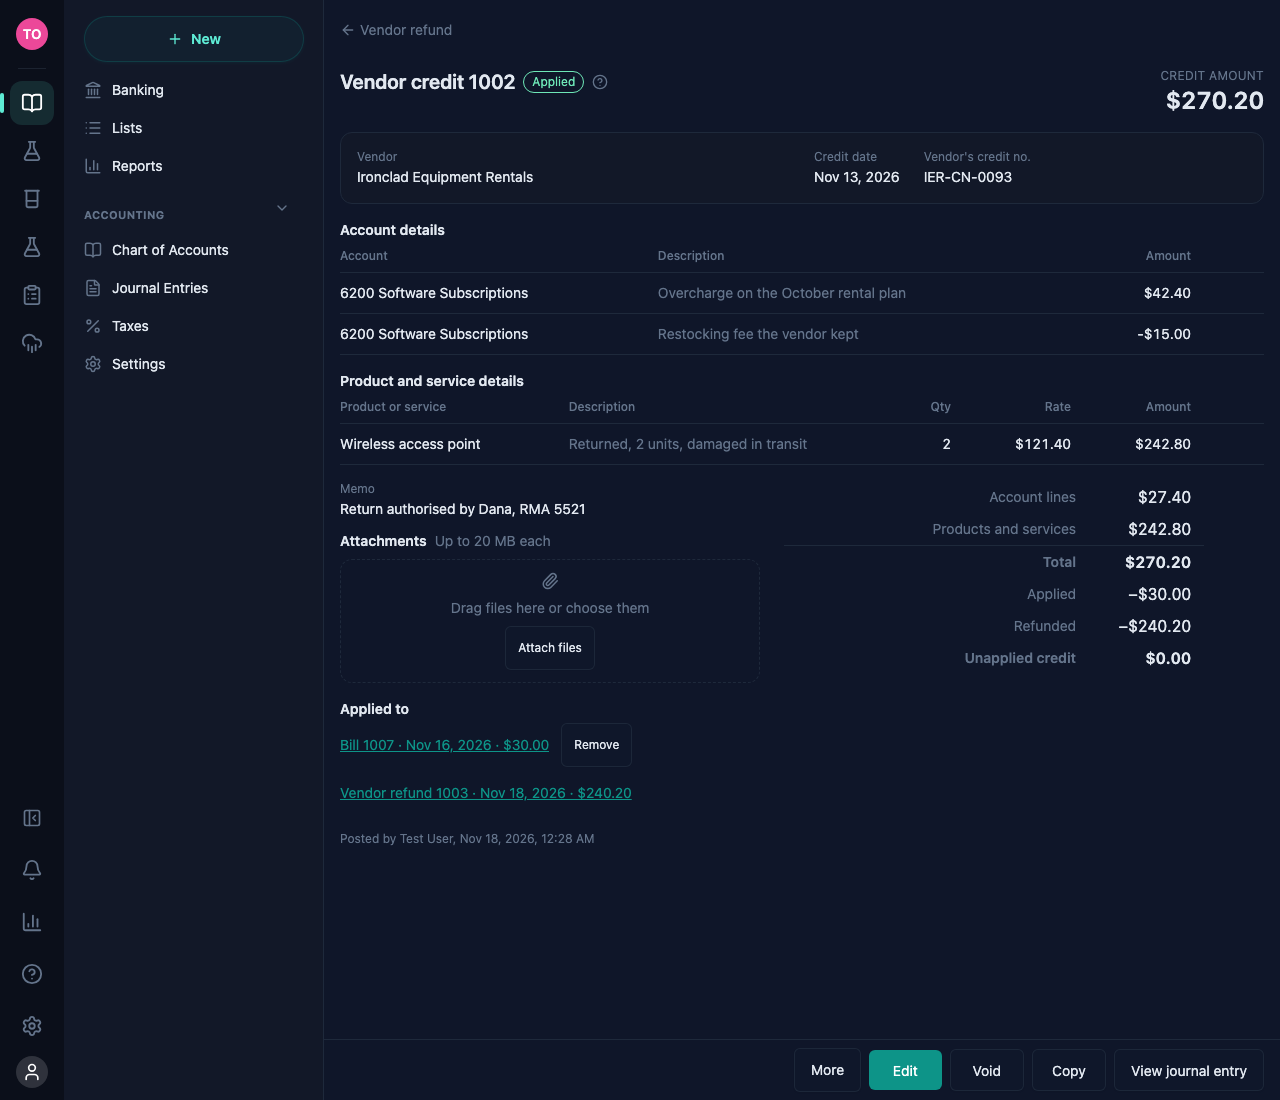 TO
+ New
Banking
Lists
Reports
ACCOUNTING
Chart of Accounts
Journal Entries
Taxes
Settings
← Vendor refund
Vendor credit 1002 Applied ?
CREDIT AMOUNT
$270.20
Vendor Credit date Vendor's credit no.
Ironclad Equipment Rentals Nov 13, 2026 IER-CN-0093
Account details
Account Description Amount
6200 Software Subscriptions Overcharge on the October rental plan $42.40
6200 Software Subscriptions Restocking fee the vendor kept -$15.00
Product and service details
Product or service Description Qty Rate Amount
Wireless access point Returned, 2 units, damaged in transit 2 $121.40 $242.80
Memo
Return authorised by Dana, RMA 5521
Attachments Up to 20 MB each
Drag files here or choose them
Attach files
Account lines $27.40
Products and services $242.80
Total $270.20
Applied –$30.00
Refunded –$240.20
Unapplied credit $0.00
Applied to
Bill 1007 · Nov 16, 2026 · $30.00 Remove
Vendor refund 1003 · Nov 18, 2026 · $240.20
Posted by Test User, Nov 18, 2026, 12:28 AM
More Edit Void Copy View journal entry